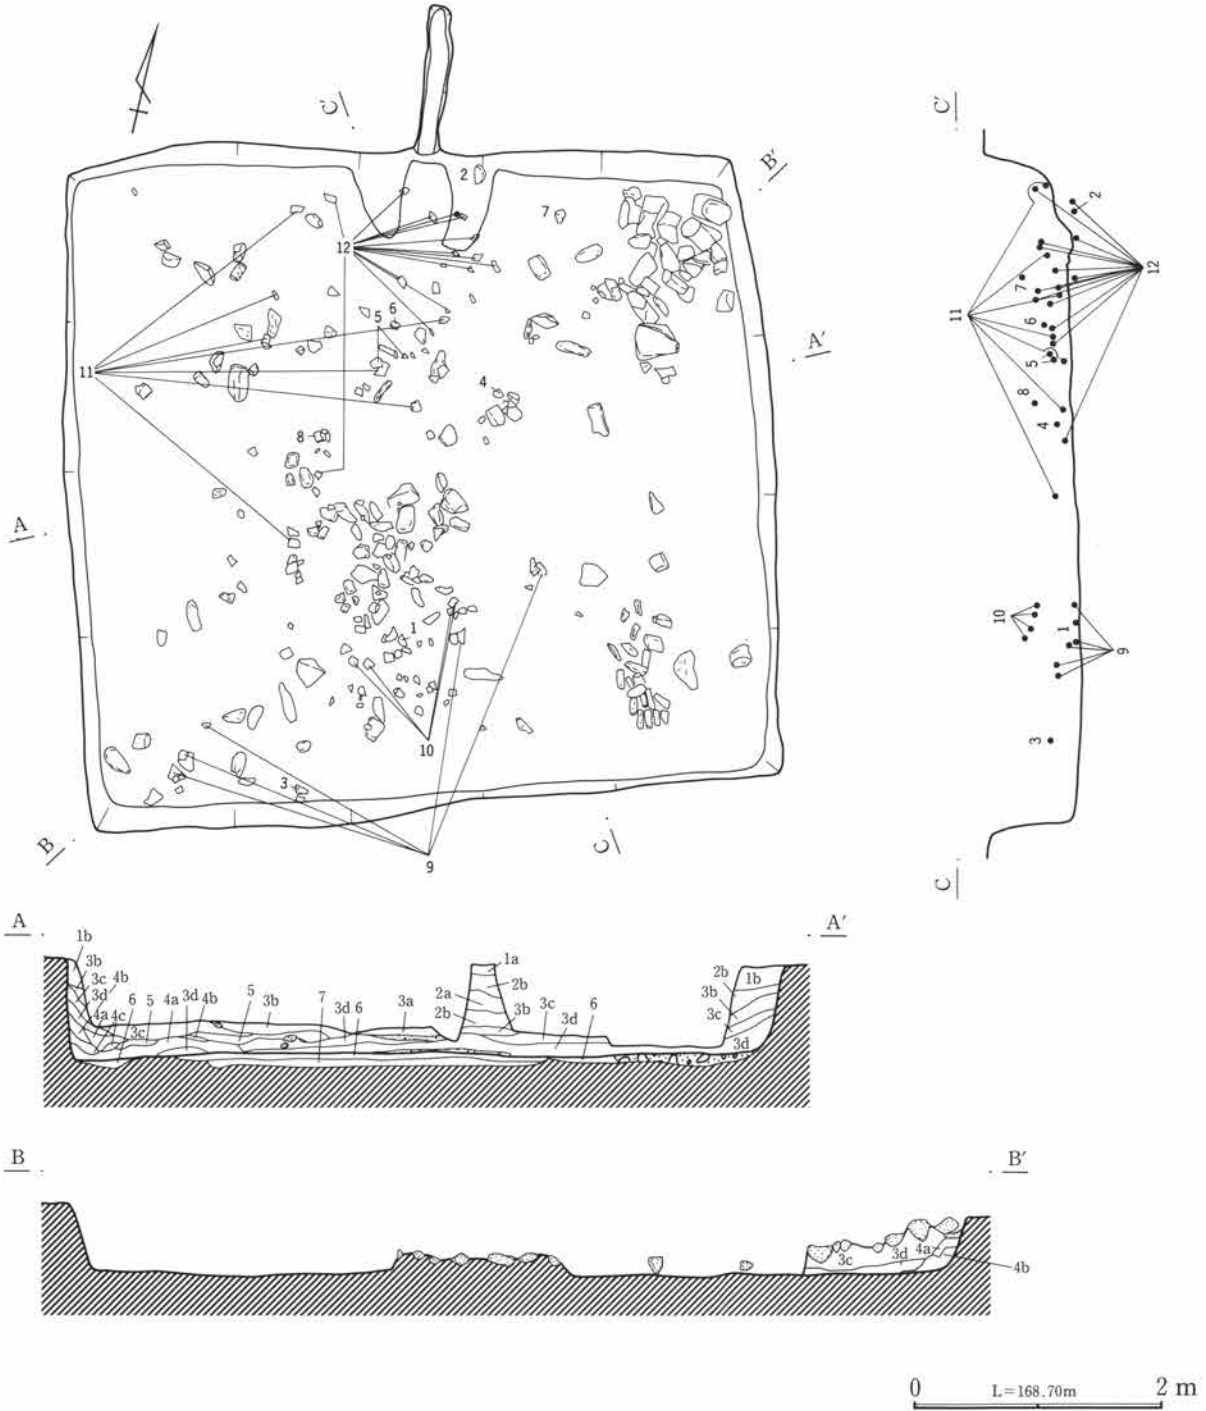 C′
B′
2
7
12
6
5
A′
11
4
8
A
1
10
3
B
C
9
C′
2
12
7
11
6
5
8
4
10
1
9
3
C
A
A′
1b
3b
3c 4b
3d
4a 4c
6 5 4a 3d 4b 5 3b 7 3d 6 3a
3c
1a
2b
2a
2b
3b 3c
3d
6
2b 1b
3b
3c
3d
B
B′
3c 3d 4a
4b
0 L=168.70m 2 m